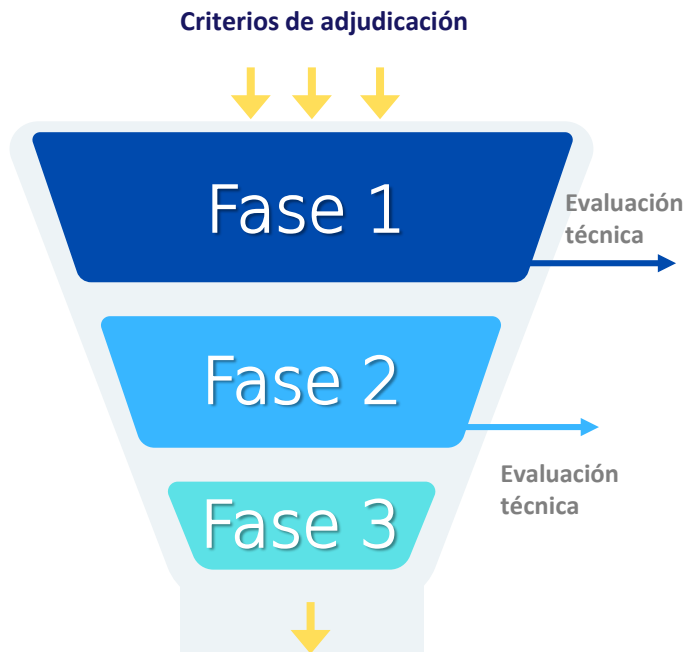 Criterios de adjudicación
Fase 1
Evaluación
técnica
Fase 2
Evaluación
técnica
Fase 3